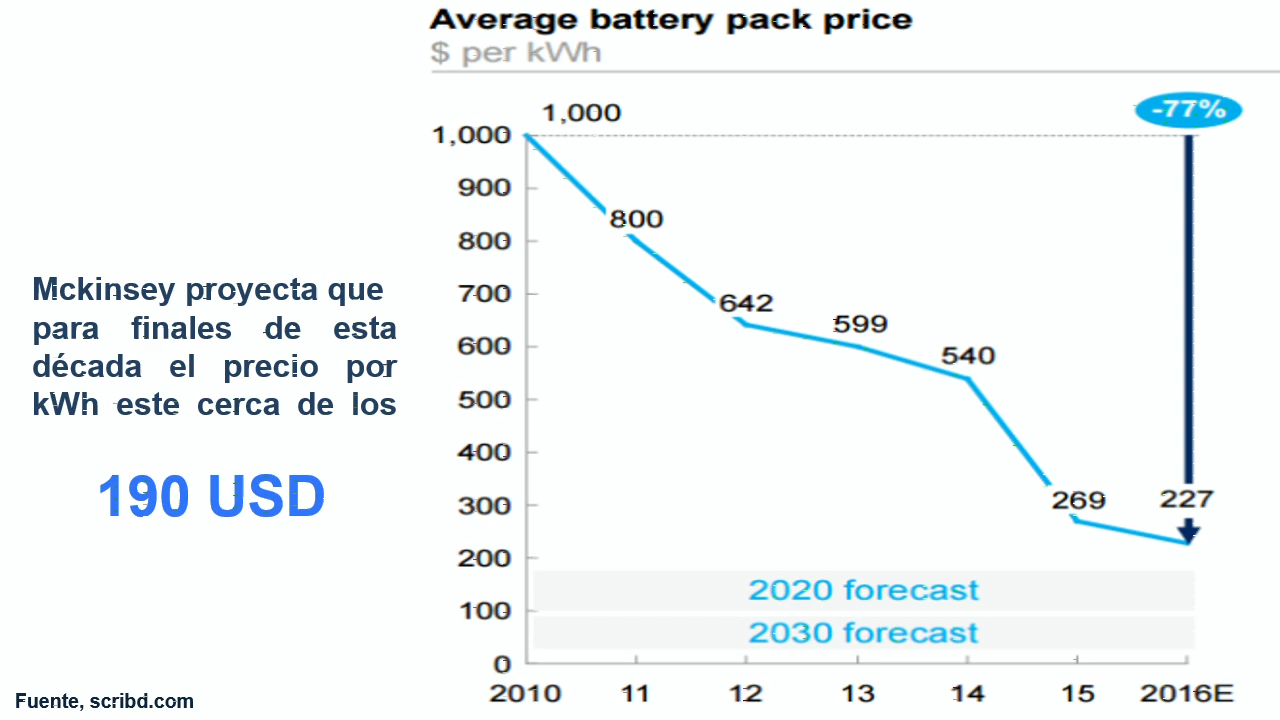 Average battery pack price
$ per kWh
-77%
1,000
1,000
900
800
800
700
642
599
600
540
500
400
300
269
227
200
2020 forecast
100
2030 forecast
0
2010
11
12
13
14
15
2016E
Mckinsey proyecta que
para finales de esta
década el precio por
kWh este cerca de los
190 USD
Fuente, scribd.com